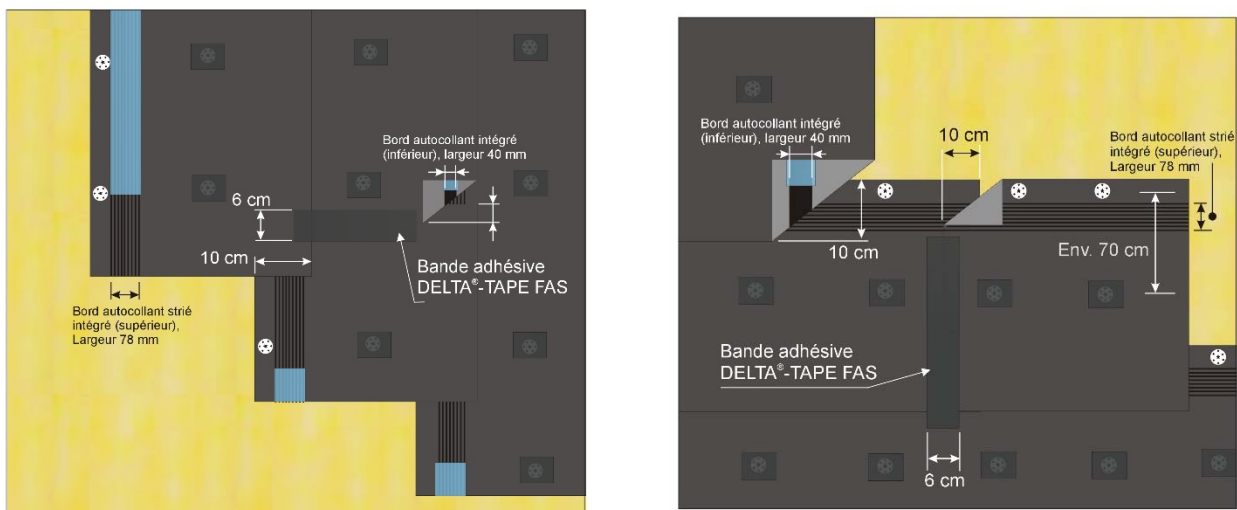 Bord autocollant intégré
(inférieur), largeur 40 mm
6 cm
10 cm
Bande adhésive
DELTA®-TAPE FAS
Bord autocollant strié
intégré (supérieur),
Largeur 78 mm
Bord autocollant intégré
(inférieur), largeur 40 mm
10 cm
Bord autocollant strié
intégré (supérieur),
Largeur 78 mm
10 cm
Env. 70 cm
Bande adhésive
DELTA®-TAPE FAS
6 cm